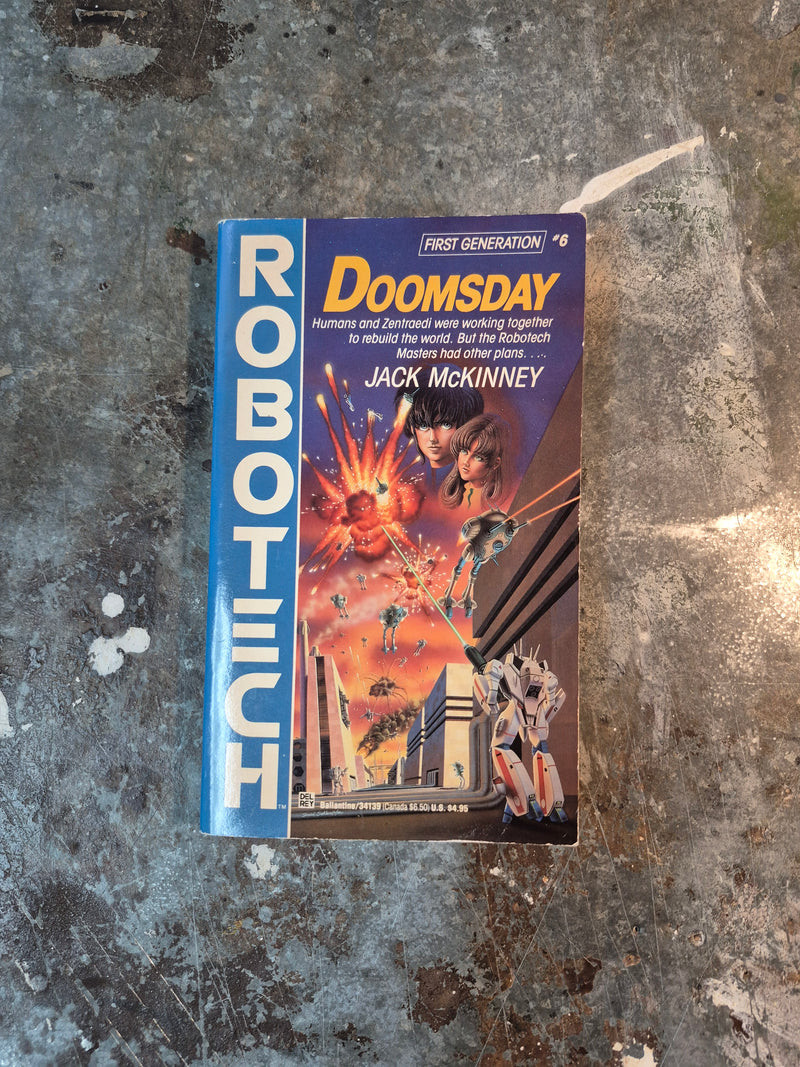 ROBOTECH™
FIRST GENERATION #6
DOOMSDAY
Humans and Zentraedi were working together
to rebuild the world. But the Robotech
Masters had other plans. . . .
JACK McKINNEY
DEL
REY
Ballantine/34139 (Canada $6.50) U.S. $4.95